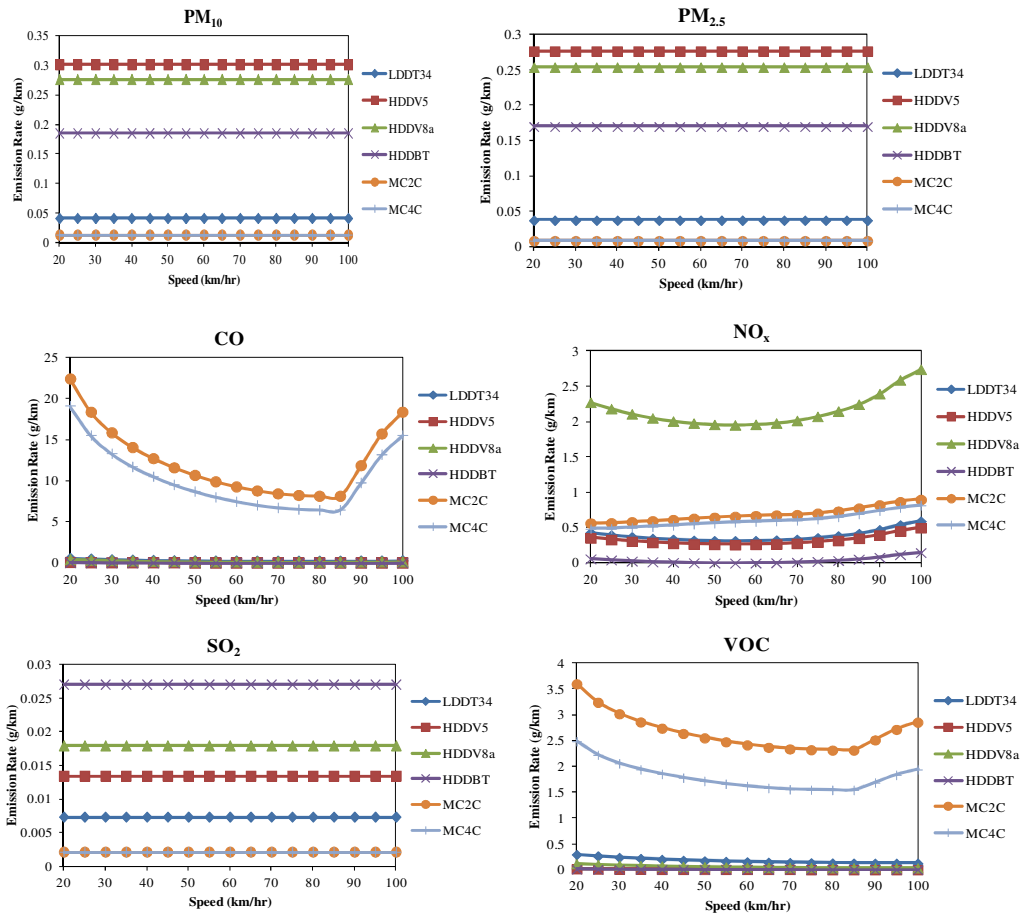 PM10
Emission Rate (g/km)
0.35
0.3
0.25
0.2
0.15
0.1
0.05
0
20 30 40 50 60 70 80 90 100
Speed (km/hr)
LDDT34
HDDV5
HDDV8a
HDDBT
MC2C
MC4C
PM2.5
Emission Rate (g/km)
0.3
0.25
0.2
0.15
0.1
0.05
0
20 30 40 50 60 70 80 90 100
Speed (km/hr)
LDDT34
HDDV5
HDDV8a
HDDBT
MC2C
MC4C
CO
Emission Rate (g/km)
25
20
15
10
5
0
20 30 40 50 60 70 80 90 100
Speed (km/hr)
LDDT34
HDDV5
HDDV8a
HDDBT
MC2C
MC4C
NOx
Emission Rate (g/km)
3
2.5
2
1.5
1
0.5
0
20 30 40 50 60 70 80 90 100
Speed (km/hr)
LDDT34
HDDV5
HDDV8a
HDDBT
MC2C
MC4C
SO2
Emission Rate (g/km)
0.03
0.025
0.02
0.015
0.01
0.005
0
20 30 40 50 60 70 80 90 100
Speed (km/hr)
LDDT34
HDDV5
HDDV8a
HDDBT
MC2C
MC4C
VOC
Emission Rate (g/km)
4
3.5
3
2.5
2
1.5
1
0.5
0
20 30 40 50 60 70 80 90 100
Speed (km/hr)
LDDT34
HDDV5
HDDV8a
HDDBT
MC2C
MC4C